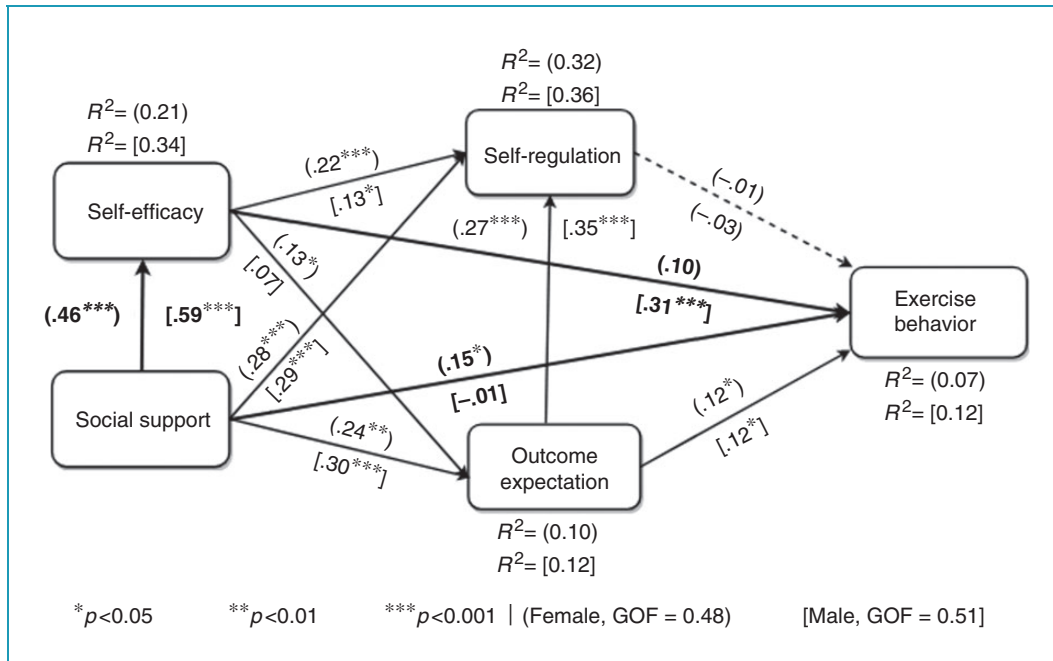 R²= (0.32)
R²= [0.36]
R²= (0.21)
R²= [0.34]
Self-regulation
(.22***)
[.13*]
(–.01)
(–.03)
Self-efficacy
(.27***)
[.35***]
(.13*)
[.07]
(.10)
[.31***]
Exercise
behavior
(.46***)
[.59***]
(.28***)
[.29***]
(.15*)
[–.01]
R²= (0.07)
R²= [0.12]
Social support
(.24**)
[.30***]
(.12*)
[.12*]
Outcome
expectation
R²= (0.10)
R²= [0.12]
*p<0.05 **p<0.01 ***p<0.001 | (Female, GOF = 0.48) [Male, GOF = 0.51]